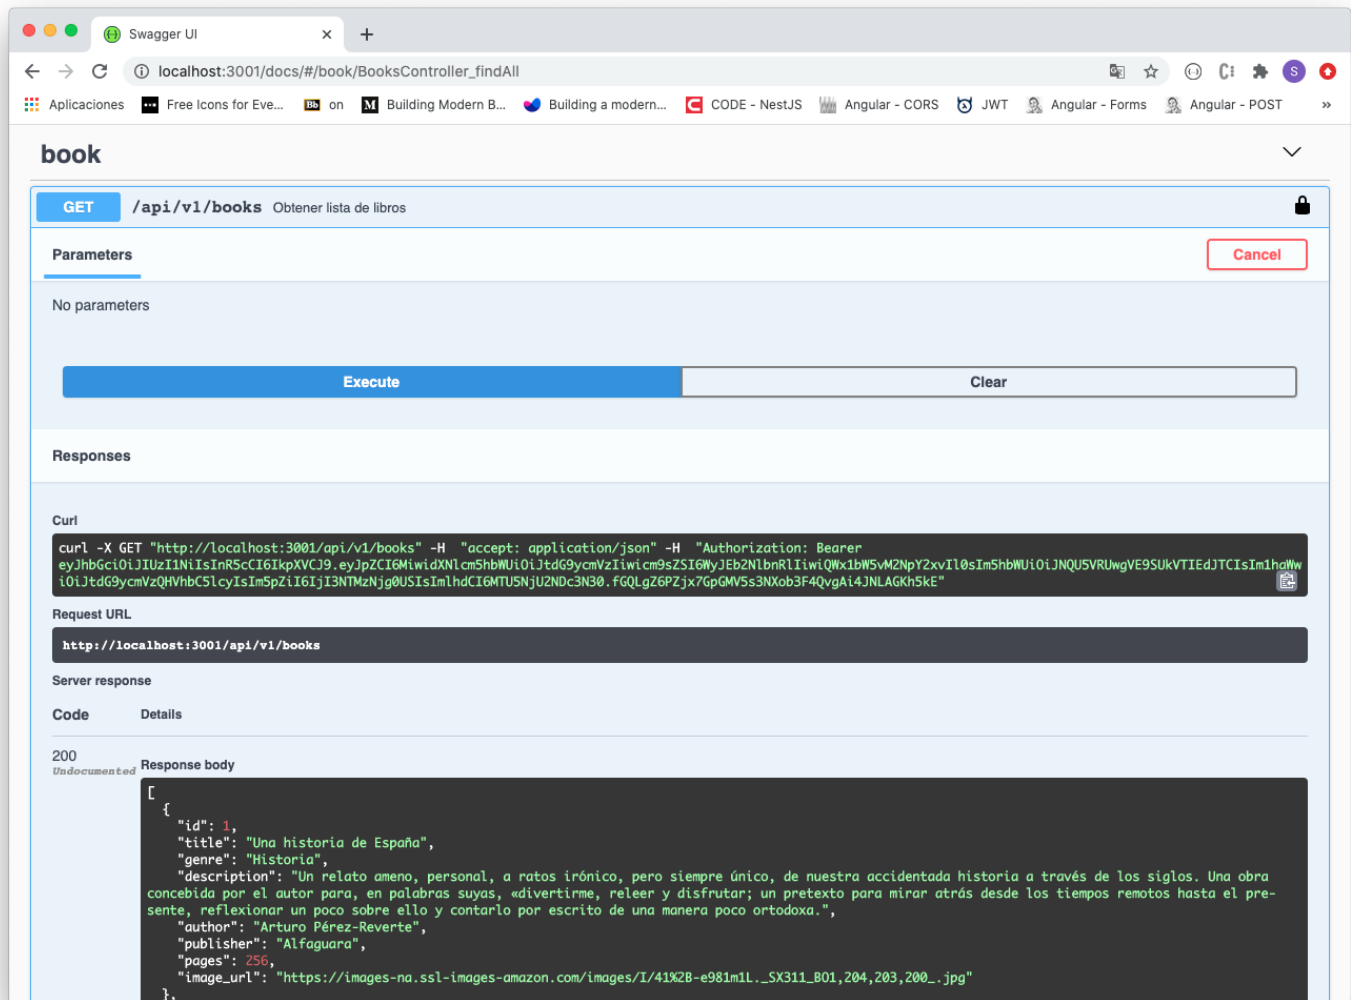 Swagger UI
localhost:3001/docs/#/book/BooksController_findAll
S
Aplicaciones Free Icons for Eve... Bb on M Building Modern B... Building a modern... CODE - NestJS Angular - CORS JWT Angular - Forms Angular - POST »
book
GET /api/v1/books Obtener lista de libros
Parameters Cancel
No parameters
Execute Clear
Responses
Curl
curl -X GET "http://localhost:3001/api/v1/books" -H "accept: application/json" -H "Authorization: Bearer
Request URL
http://localhost:3001/api/v1/books
Server response
Code Details
200
Undocumented
Response body
[
{
"id": 1,
"title": "Una historia de España",
"genre": "Historia",
"description": "Un relato ameno, personal, a ratos irónico, pero siempre único, de nuestra accidentada historia a través de los siglos. Una obra
concebida por el autor para, en palabras suyas, «divertirme, releer y disfrutar; un pretexto para mirar atrás desde los tiempos remotos hasta el pre-
sente, reflexionar un poco sobre ello y contarlo por escrito de una manera poco ortodoxa.",
"author": "Arturo Pérez-Reverte",
"publisher": "Alfaguara",
"pages": 256,
"image_url": "https://images-na.ssl-images-amazon.com/images/I/41%2B-e981m1L._SX311_BO1,204,203,200_.jpg"
},